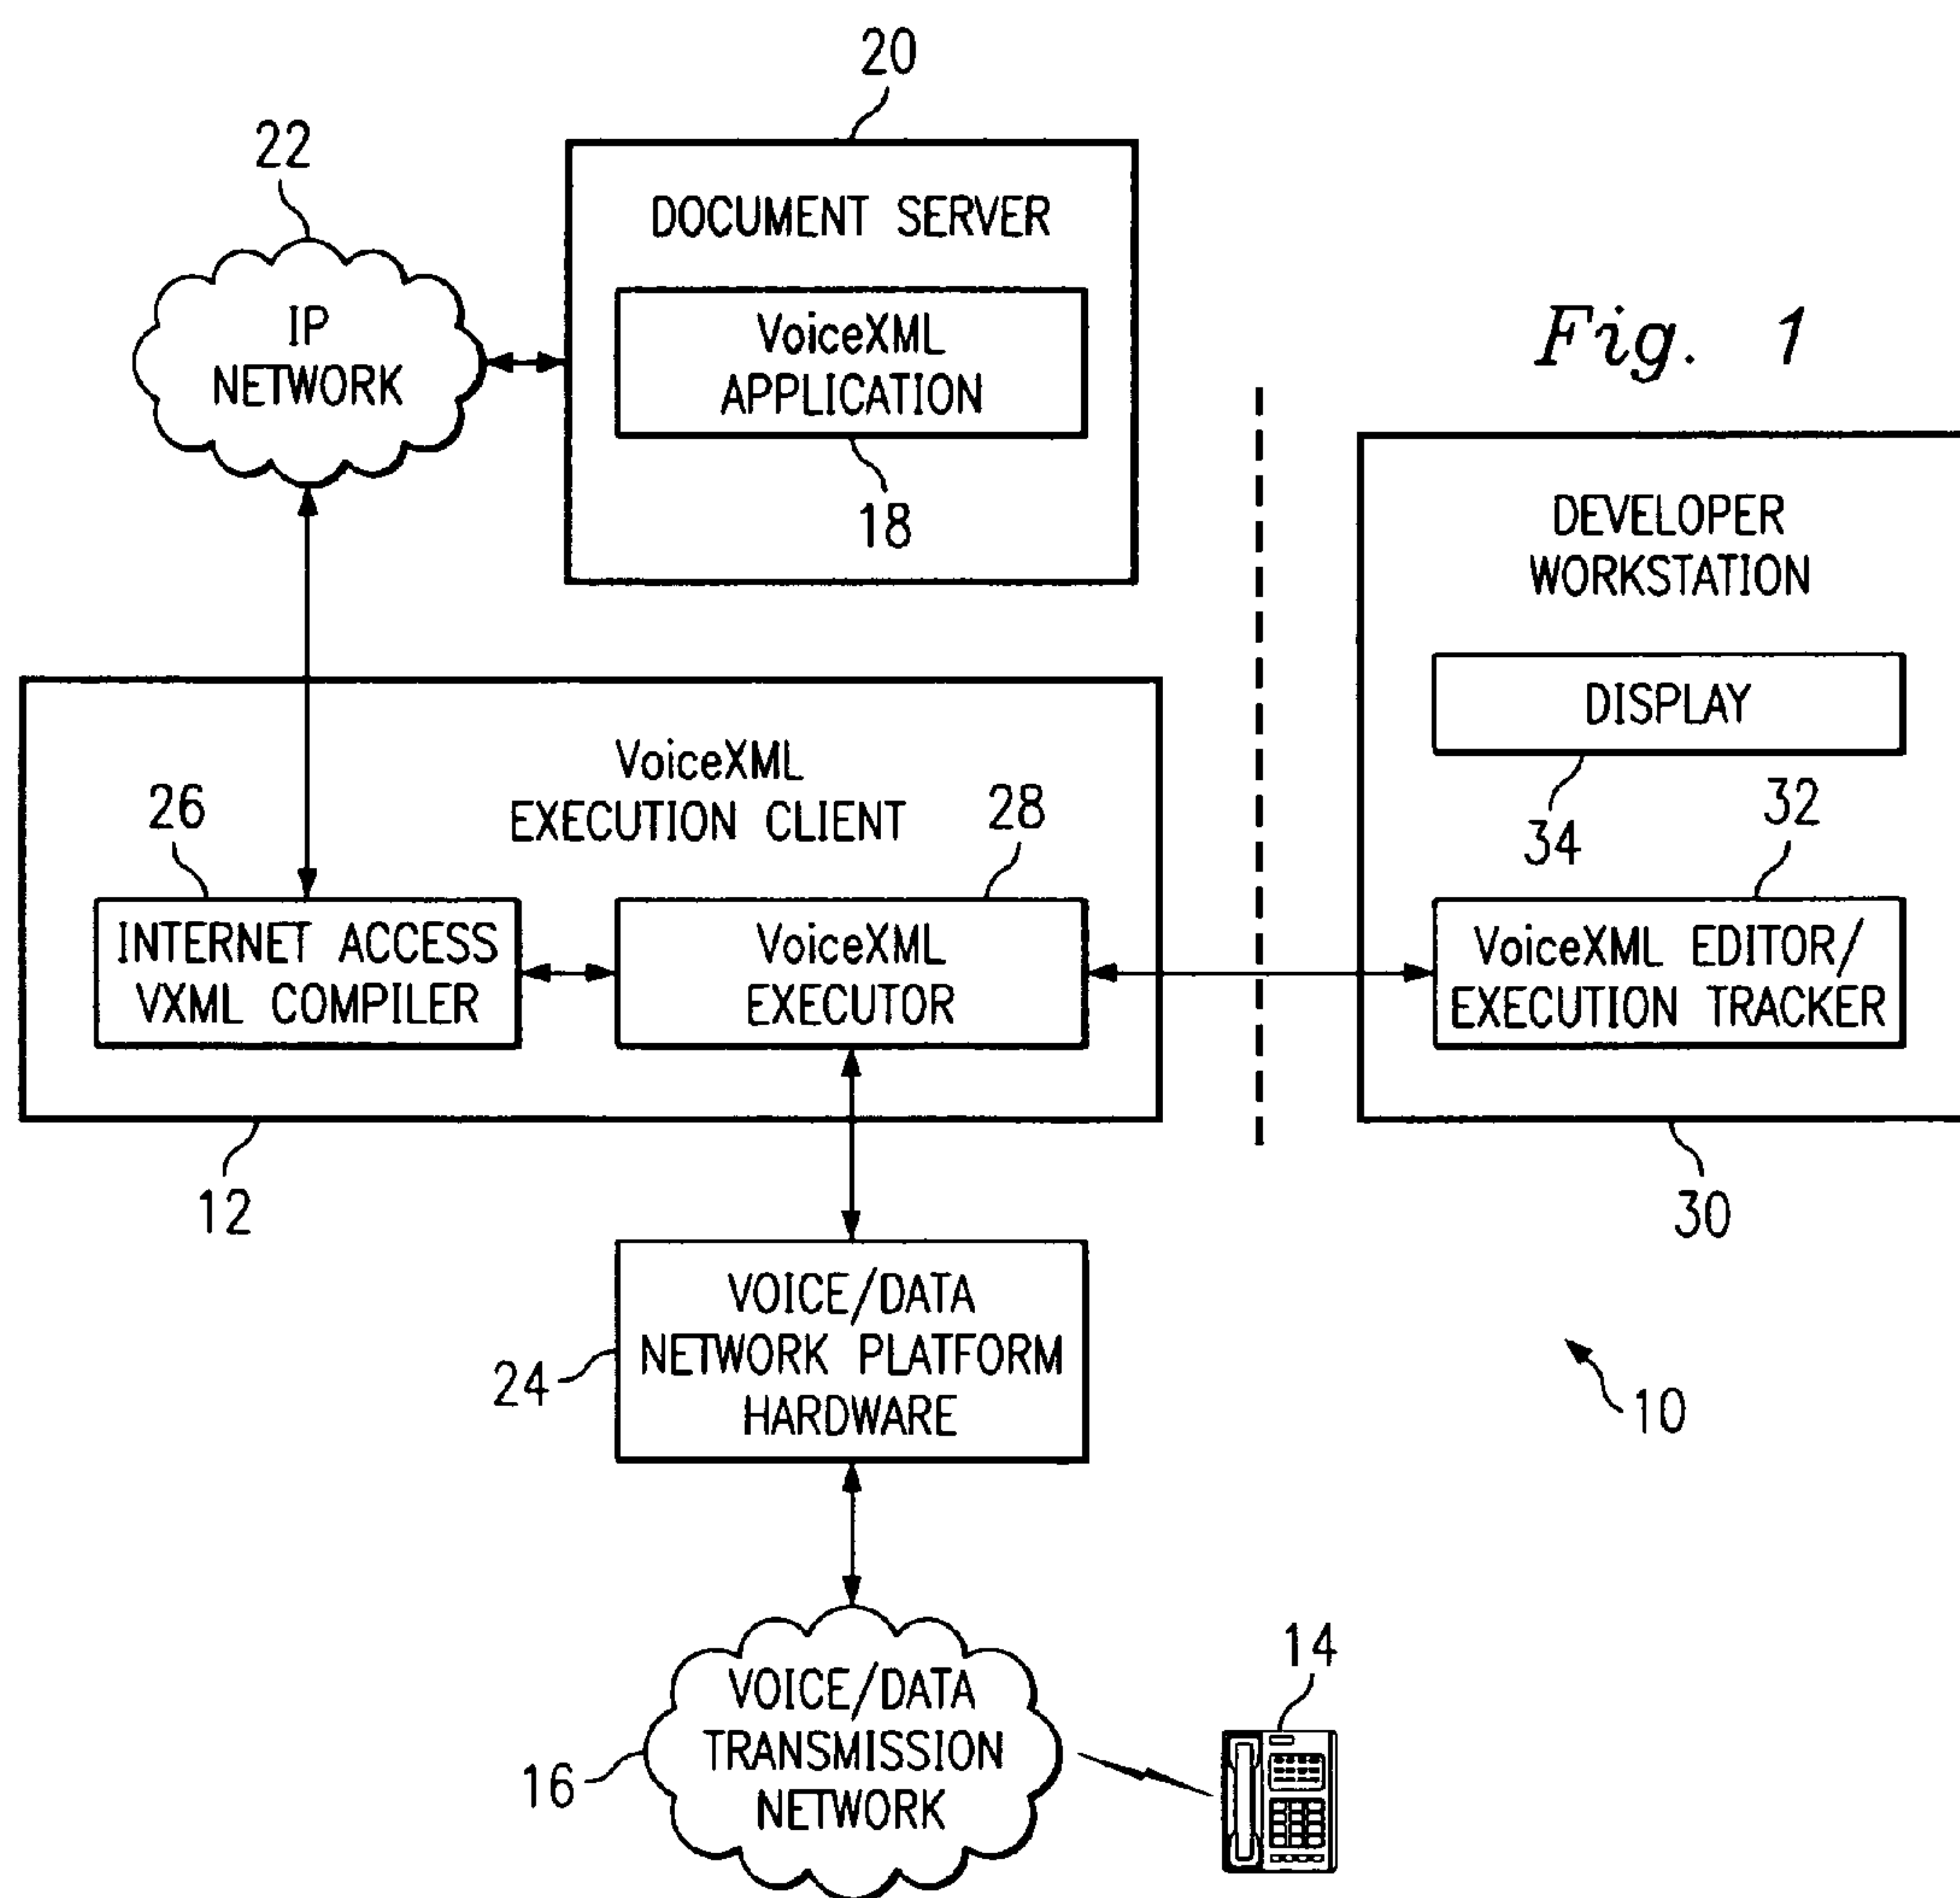 20
22
DOCUMENT SERVER
IP
NETWORK
VoiceXML
APPLICATION
Fig. 1
18
DEVELOPER
WORKSTATION
DISPLAY
VoiceXML
EXECUTION CLIENT
26
28
34
32
INTERNET ACCESS
VXML COMPILER
VoiceXML
EXECUTOR
VoiceXML EDITOR/
EXECUTION TRACKER
12
30
VOICE/DATA
NETWORK PLATFORM
HARDWARE
24
10
14
VOICE/DATA
TRANSMISSION
NETWORK
16